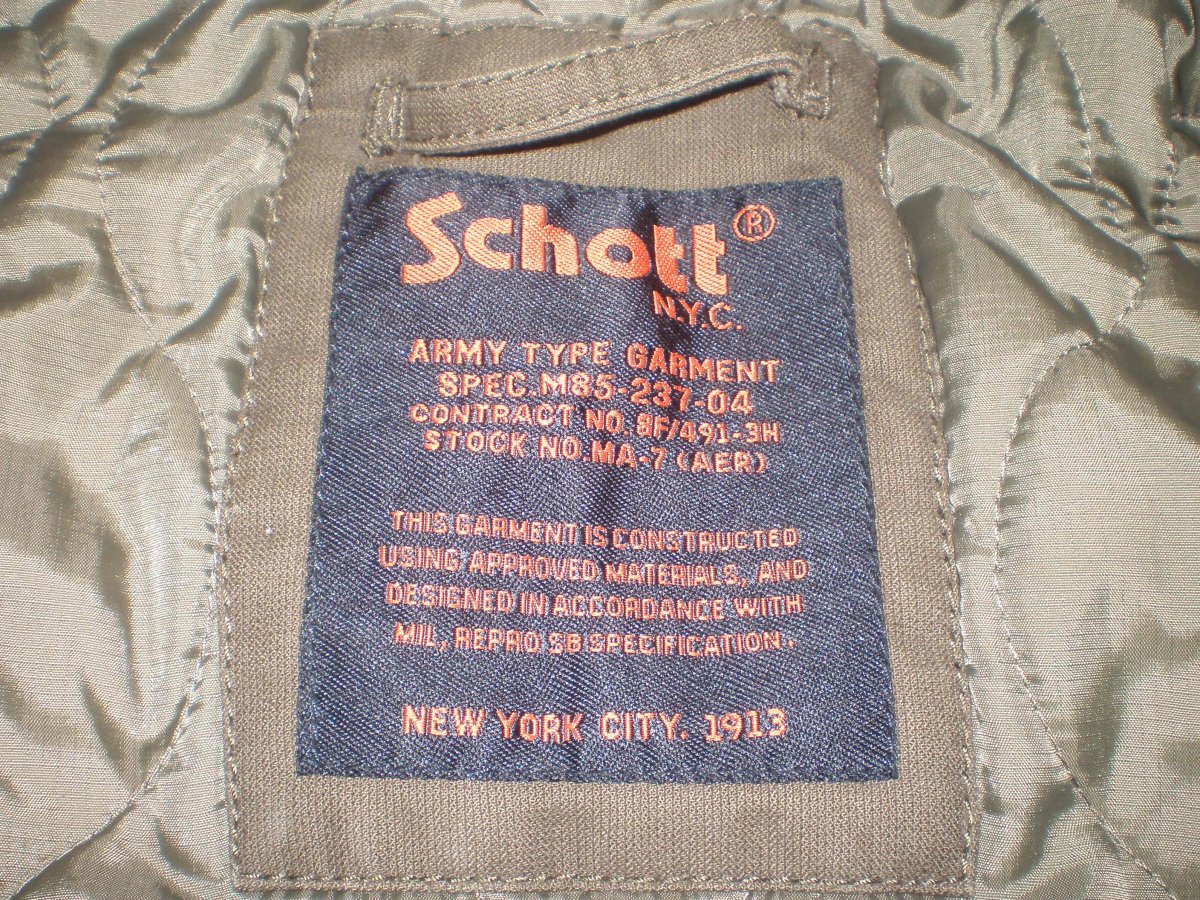 Schott®
N.Y.C.
ARMY TYPE GARMENT
SPEC.M85-237-04
CONTRACT NO. 8F/491-3H
STOCK NO.MA-7 (AER)
THIS GARMENT IS CONSTRUCTED
USING APPROVED MATERIALS, AND
DESIGNED IN ACCORDANCE WITH
MIL, REPRO SB SPECIFICATION..
NEW YORK CITY. 1913